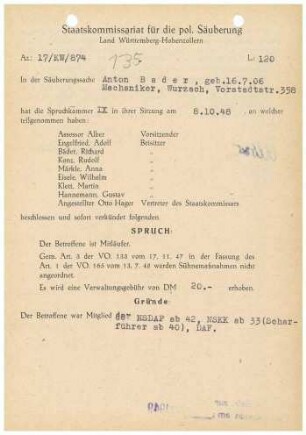 Staatskommissariat für die pol. Säuberung
Land Württemberg-Hohenzollern
Az.: 17/KW/874
135
L 120
In der Säuberungssache: Anton Bader, geb.16.7.06
Mechaniker, Wurzach, Vorstadtstr.358
hat die Spruchkammer IX in ihrer Sitzung am 8.10.48, an welcher
teilgenommen haben:
Assessor Alber Vorsitzender
Engelfried, Adolf Beisitzer
Bader, Richard "
Konz, Rudolf "
Märkle, Anna "
Eisele, Wilhelm "
Klett, Martin "
Hannemann, Gustav "
Angestellter Otto Hager Vertreter des Staatskommissars
beschlossen und sofort verkündet folgenden
SPRUCH:
Der Betroffene ist Mitläufer.
Gem. Art. 3 der VO. 133 vom 17. 11. 47 in der Fassung des
Art. 1 der VO. 165 vom 13. 7. 48 werden Sühnemaßnahmen nicht
angeordnet.
Es wird eine Verwaltungsgebühr von DM 20.- erhoben.
Gründe:
Der Betroffene war Mitglied der NSDAP ab 42, NSKK ab 33(Schar-
führer ab 40), DAF.